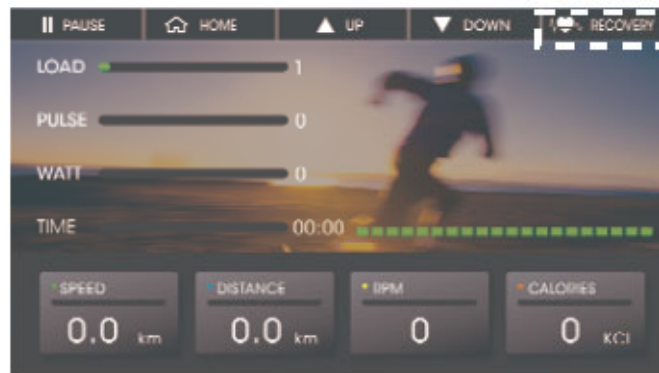 PAUSE HOME UP DOWN RECOVERY
LOAD 1
PULSE 0
WATT 0
TIME 00:00
SPEED DISTANCE RPM CALORIES
0.0 km 0.0 km 0 0 KCl